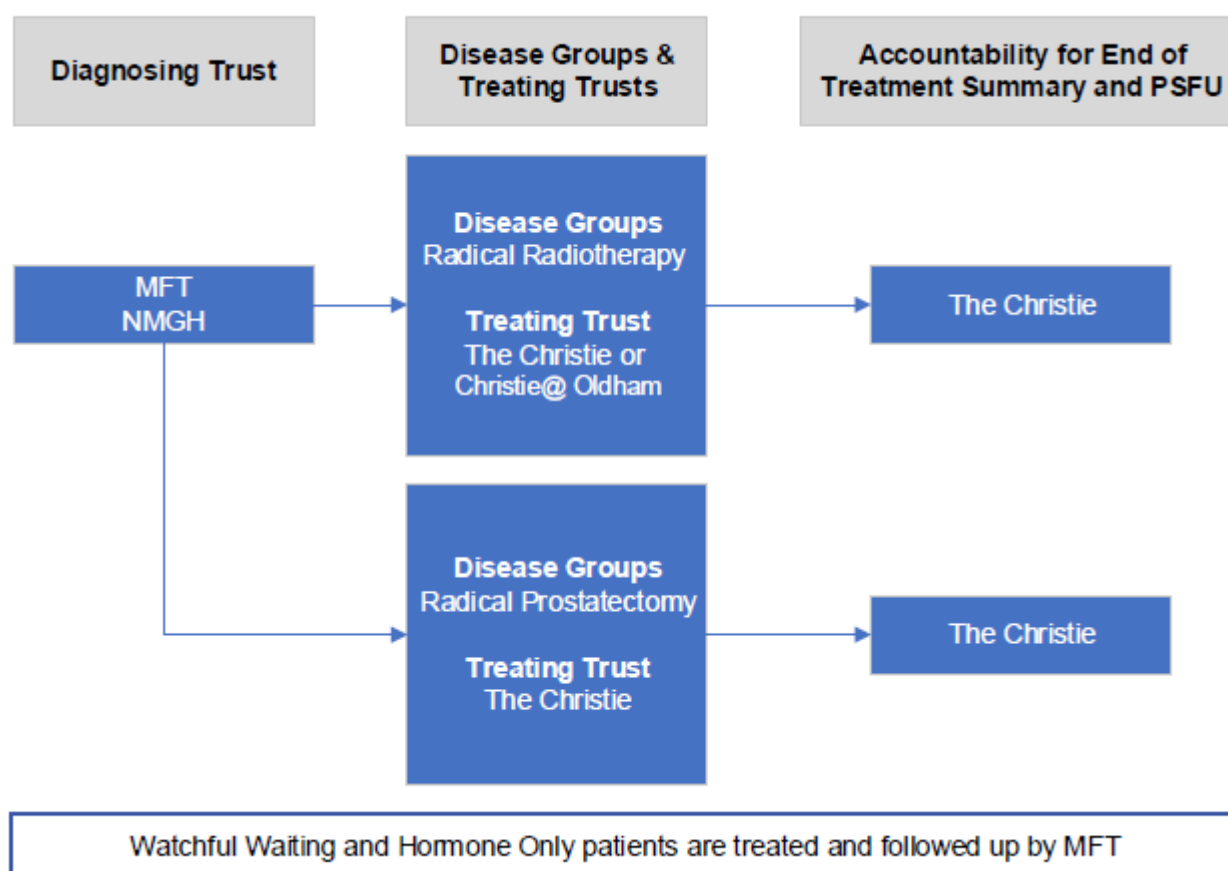 Diagnosing Trust
Disease Groups &
Treating Trusts
Accountability for End of
Treatment Summary and PSFU
MFT
NMGH
Disease Groups
Radical Radiotherapy
Treating Trust
The Christie or
Christie@ Oldham
The Christie
Disease Groups
Radical Prostatectomy
Treating Trust
The Christie
The Christie
Watchful Waiting and Hormone Only patients are treated and followed up by MFT